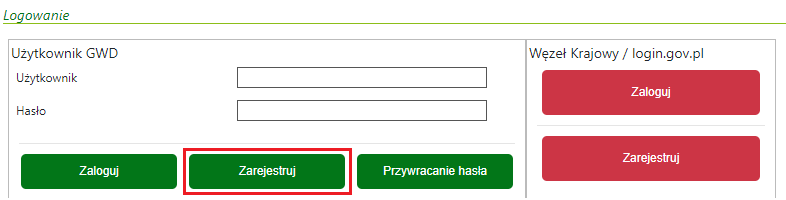 Logowanie
Użytkownik GWD
Użytkownik
Hasło
Zaloguj
Zarejestruj
Przywracanie hasła
Węzeł Krajowy / login.gov.pl
Zaloguj
Zarejestruj